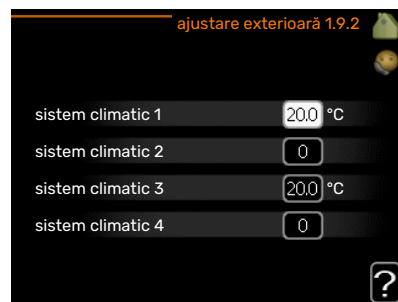 ajustare exterioară 1.9.2
sistem climatic 1 20.0 °C
sistem climatic 2 0
sistem climatic 3 20.0 °C
sistem climatic 4 0
?